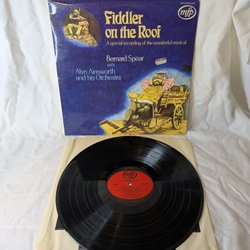 mfp
Fiddler
on the Roof
A special recording of the wonderful musical
Bernard Spear
with
Alyn Ainsworth
and his Orchestra